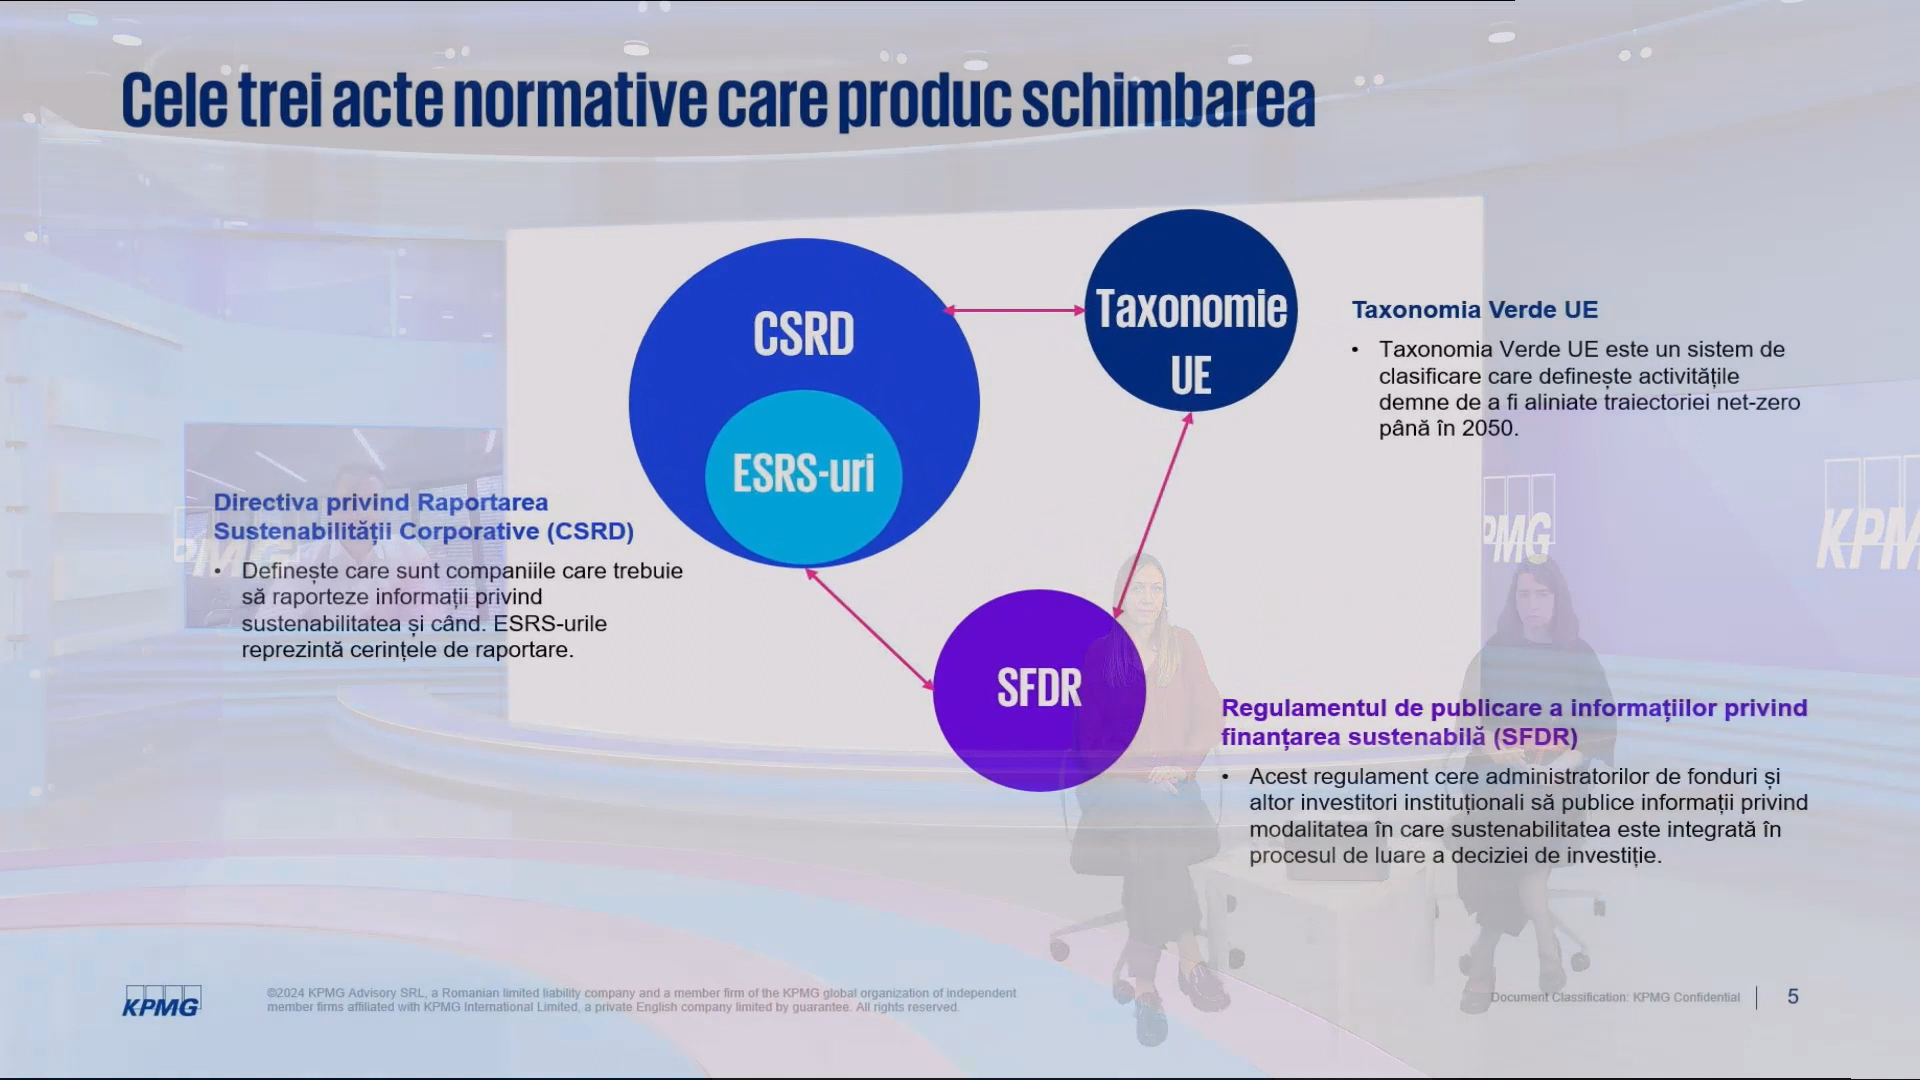 Cele trei acte normative care produc schimbarea
CSRD
ESRS-uri
Taxonomie
UE
SFDR
Taxonomia Verde UE
• Taxonomia Verde UE este un sistem de
clasificare care definește activitățile
demne de a fi aliniate traiectoriei net-zero
până în 2050.
Directiva privind Raportarea
Sustenabilității Corporative (CSRD)
• Definește care sunt companiile care trebuie
să raporteze informații privind
sustenabilitatea și când. ESRS-urile
reprezintă cerințele de raportare.
Regulamentul de publicare a informațiilor privind
finanțarea sustenabilă (SFDR)
• Acest regulament cere administratorilor de fonduri și
altor investitori instituționali să publice informații privind
modalitatea în care sustenabilitatea este integrată în
procesul de luare a deciziei de investiție.
KPMG
KPMG
KPMG
KPMG
©2024 KPMG Advisory SRL, a Romanian limited liability company and a member firm of the KPMG global organization of independent
member firms affiliated with KPMG International Limited, a private English company limited by guarantee. All rights reserved.
Document Classification: KPMG Confidential
5